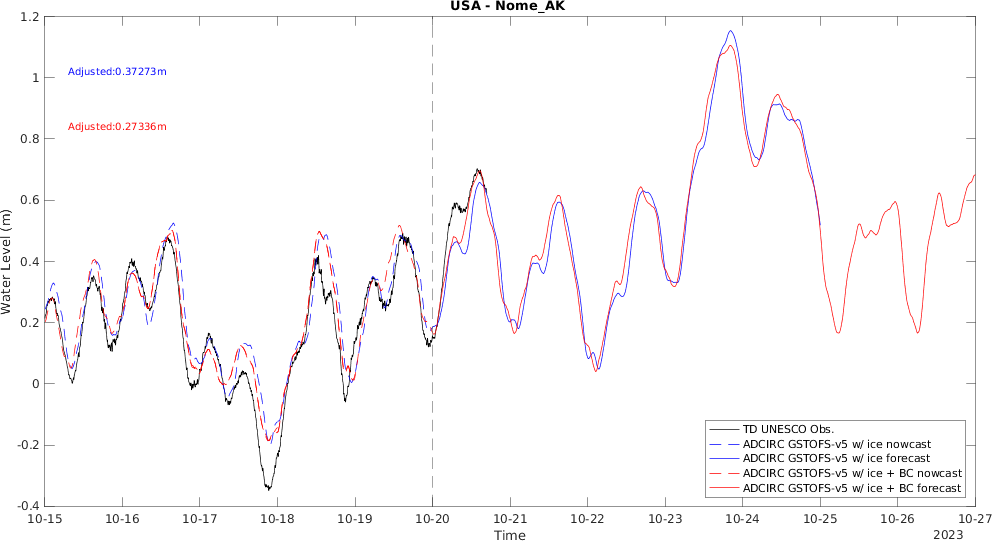 USA - Nome_AK
1.2
1
0.8
0.6
0.4
0.2
0
-0.2
-0.4
Water Level (m)
Adjusted:0.37273m
Adjusted:0.27336m
TD UNESCO Obs.
ADCIRC GSTOFS-v5 w/ ice nowcast
ADCIRC GSTOFS-v5 w/ ice forecast
ADCIRC GSTOFS-v5 w/ ice + BC nowcast
ADCIRC GSTOFS-v5 w/ ice + BC forecast
10-15 10-16 10-17 10-18 10-19 10-20 10-21 10-22 10-23 10-24 10-25 10-26 10-27
Time
2023